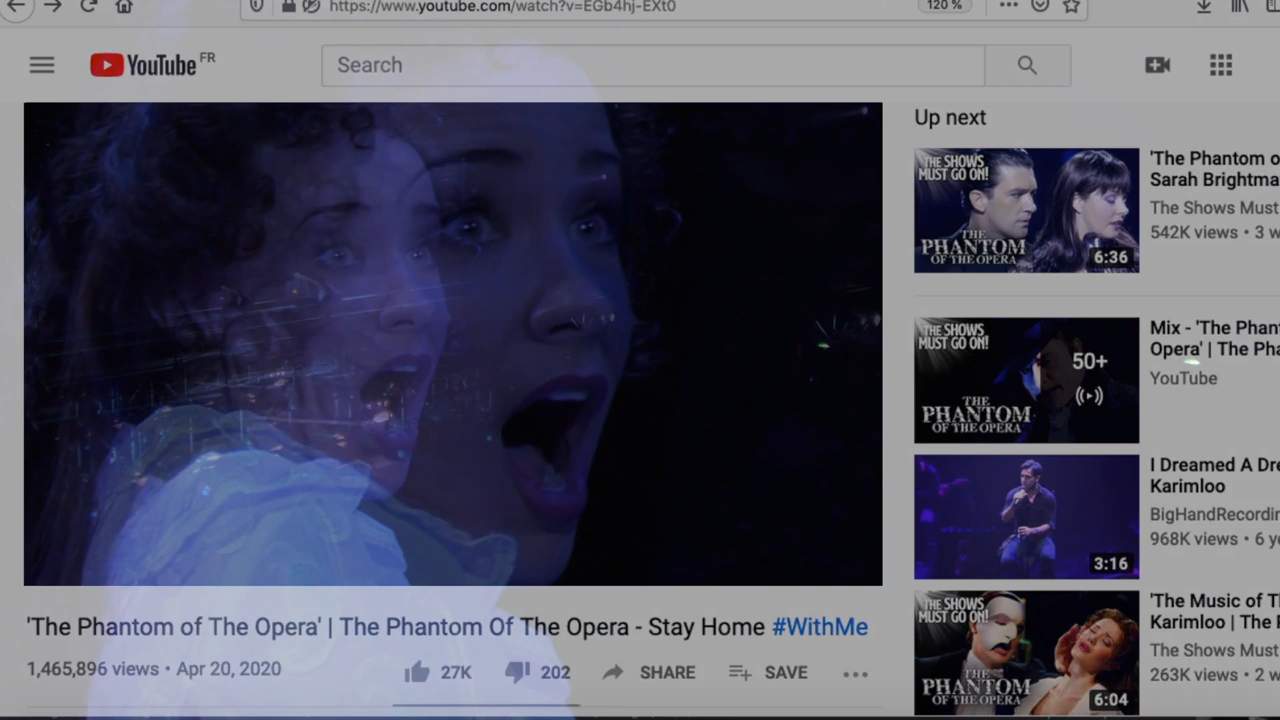 https://www.youtube.com/watch?v=EGb4hj-EXt0
120 %
YouTube FR
Search
'The Phantom of The Opera' | The Phantom Of The Opera - Stay Home #WithMe
1,465,896 views • Apr 20, 2020
27K
202
SHARE
SAVE
Up next
THE SHOWS
MUST GO ON!
THE
PHANTOM
OF THE OPERA
6:36
'The Phantom o
Sarah Brightma
The Shows Must
542K views • 3 w
THE SHOWS
MUST GO ON!
50+
THE
PHANTOM
OF THE OPERA
Mix - 'The Phan
Opera' | The Pha
YouTube
3:16
I Dreamed A Dre
Karimloo
BigHandRecordin
968K views • 6 ye
THE SHOWS
MUST GO ON!
THE
PHANTOM
OF THE OPERA
6:04
'The Music of T
Karimloo | The P
The Shows Must
263K views • 2 w